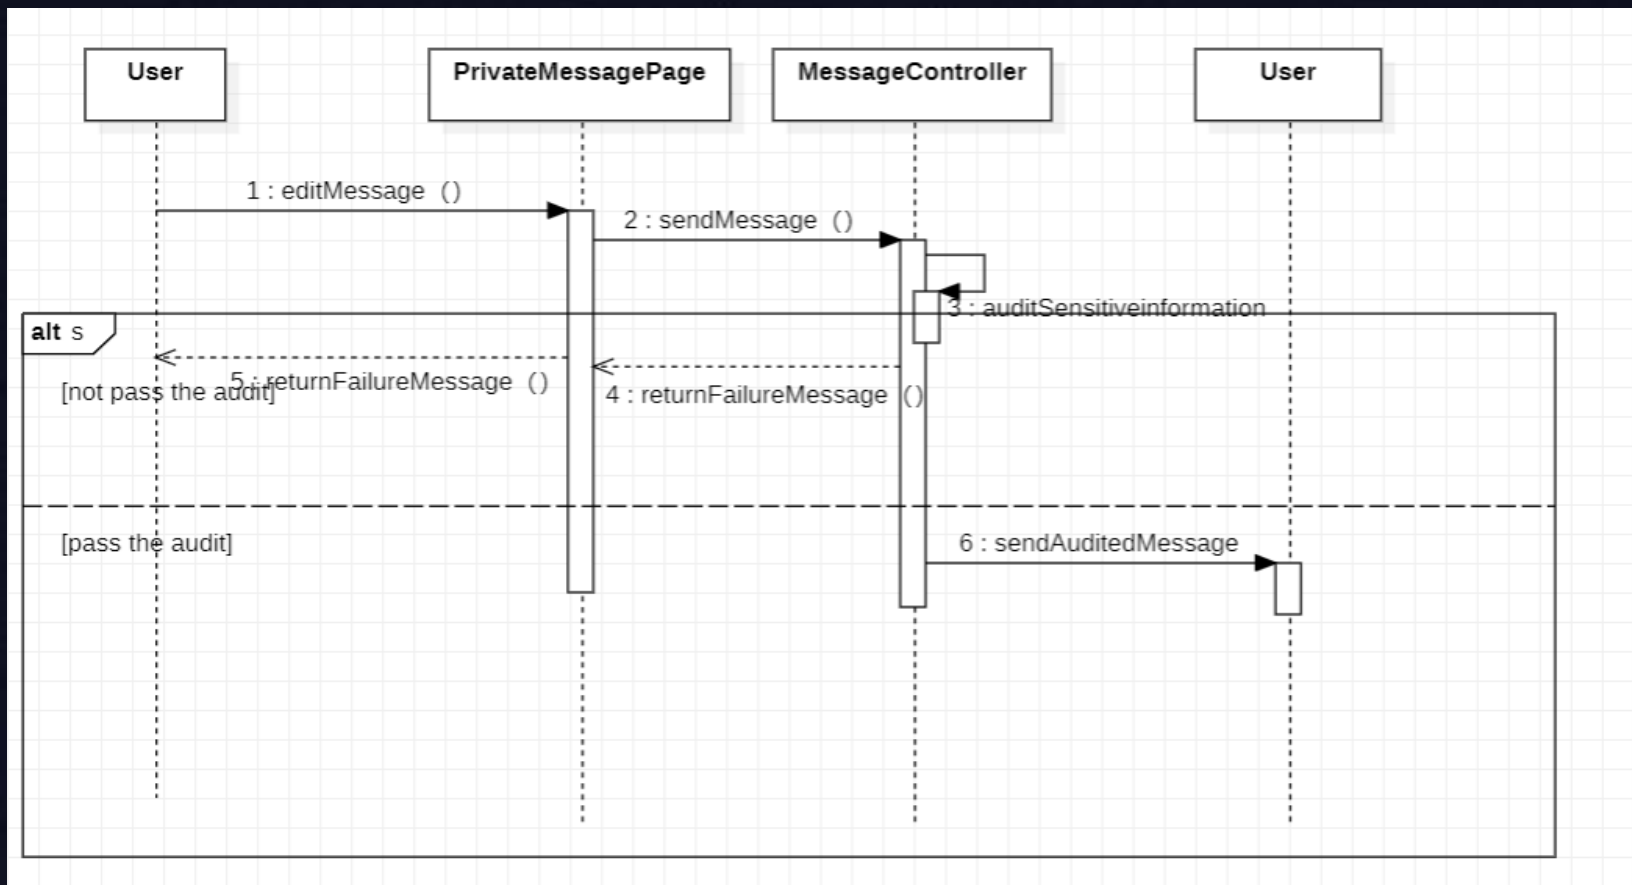 User
PrivateMessagePage
MessageController
User
1 : editMessage ()
2 : sendMessage ()
3 : auditSensitiveinformation
alt s
5 : returnFailureMessage ()
[not pass the audit]
4 : returnFailureMessage ()
[pass the audit]
6 : sendAuditedMessage